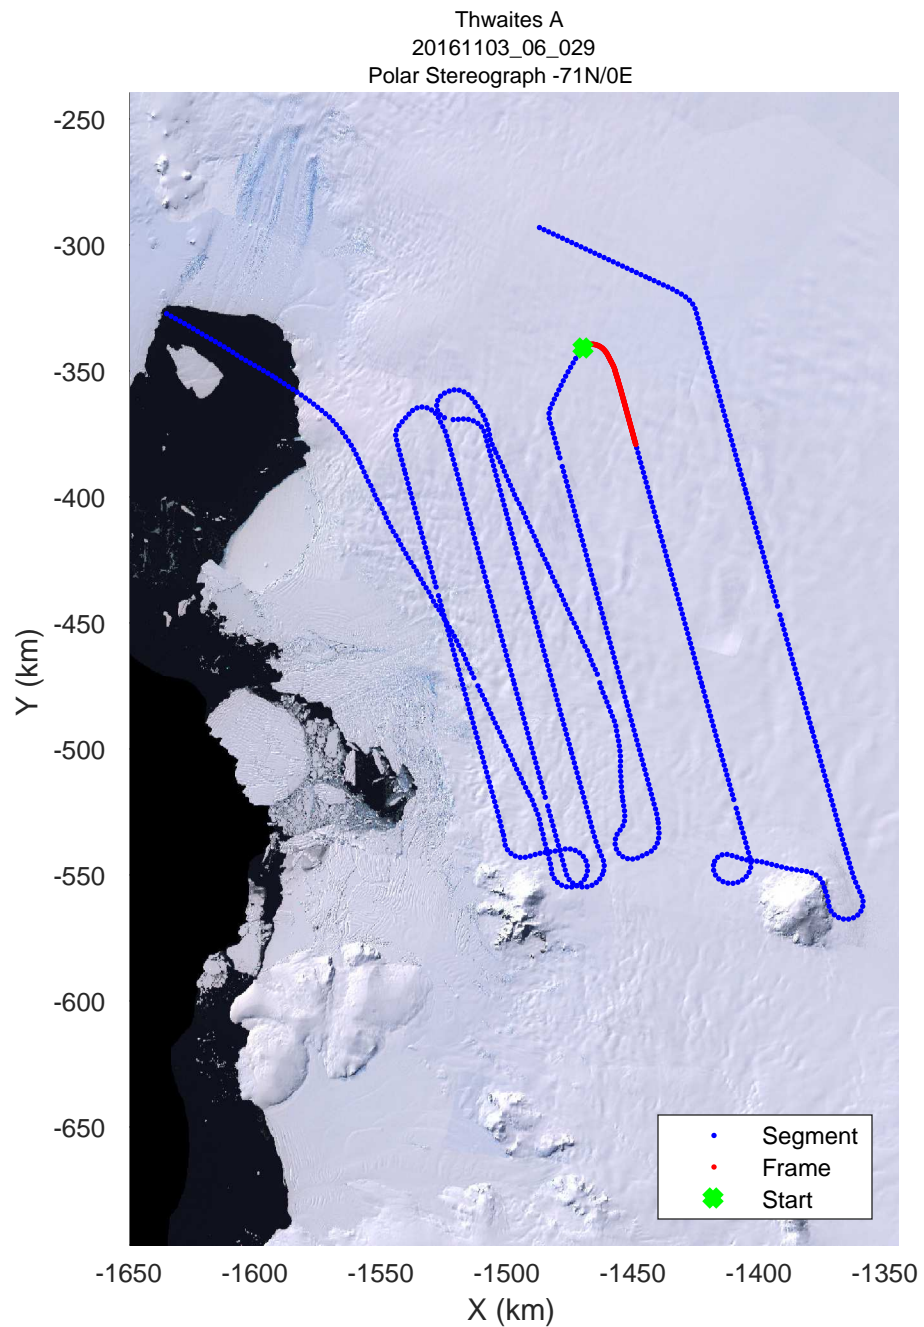 Thwaites A
20161103_06_029
Polar Stereograph -71N/0E
-250
-300
-350
-400
-450
-500
-550
-600
-650
Y (km)
Segment
Frame
Start
-1650 -1600 -1550 -1500 -1450 -1400 -1350
X (km)